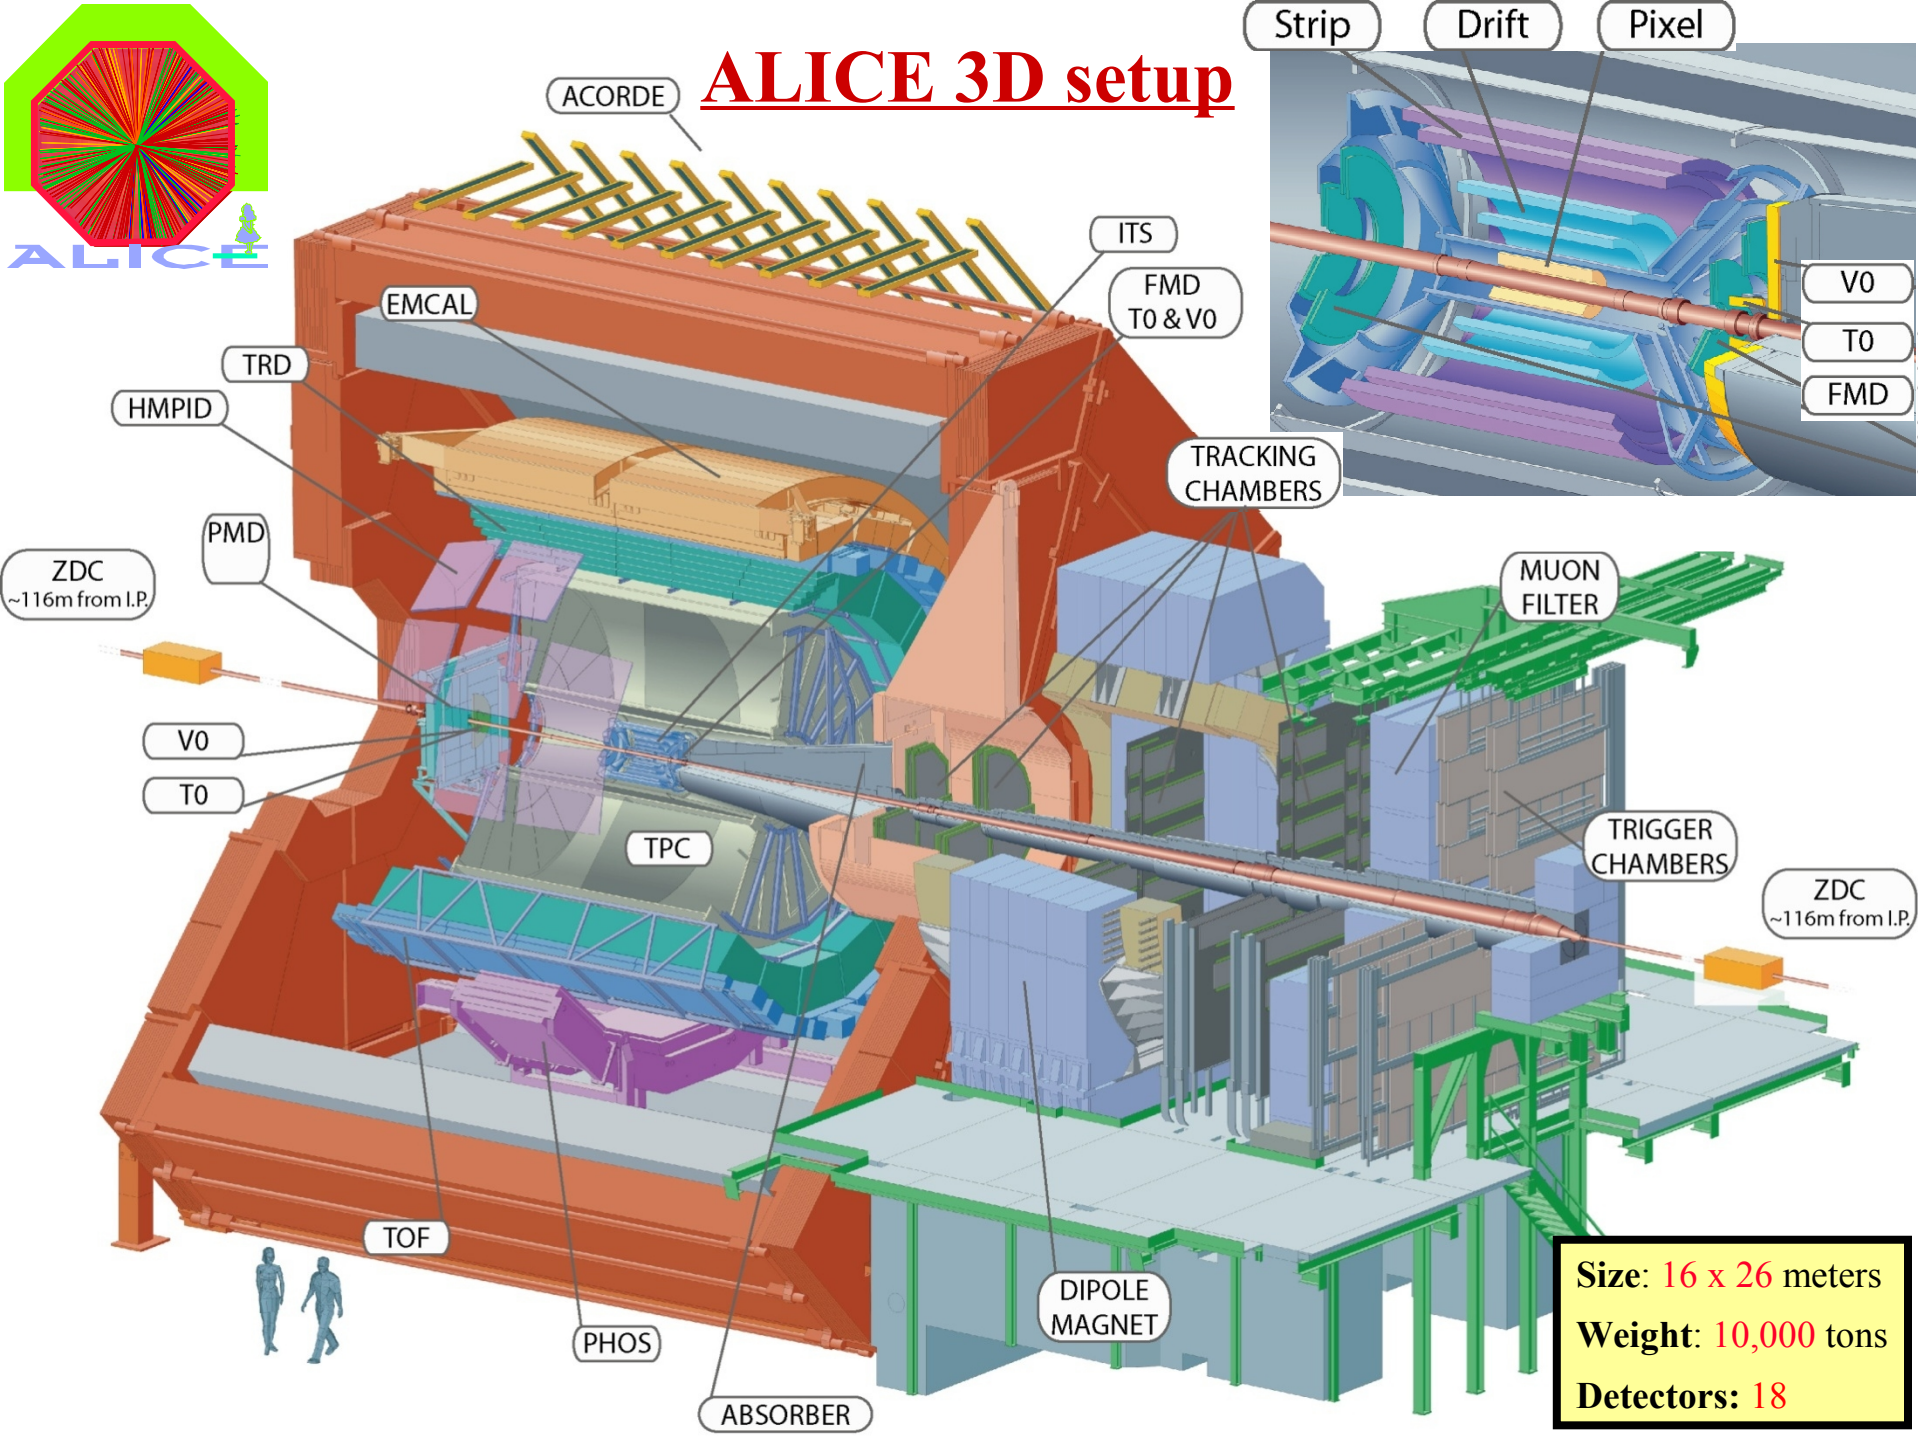 ALICE 3D setup
Strip
Drift
Pixel
ACORDE
ALICE
ITS
FMD
T0 & V0
V0
T0
FMD
EMCAL
TRD
HMPID
TRACKING
CHAMBERS
PMD
ZDC
~116m from I.P.
MUON
FILTER
V0
T0
TPC
TRIGGER
CHAMBERS
ZDC
~116m from I.P.
TOF
PHOS
DIPOLE
MAGNET
ABSORBER
Size: 16 x 26 meters
Weight: 10,000 tons
Detectors: 18